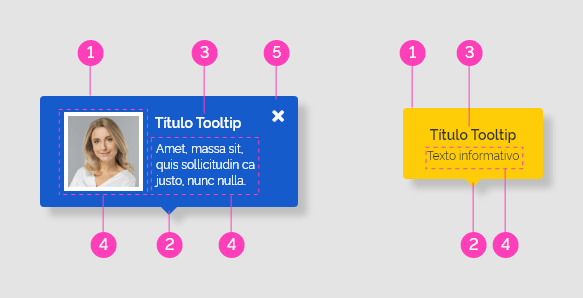 1
3
5
Título Tooltip
Amet, massa sit,
quis sollicitudin ca
justo, nunc nulla.
4
2
4
1
3
Título Tooltip
Texto informativo
2
4